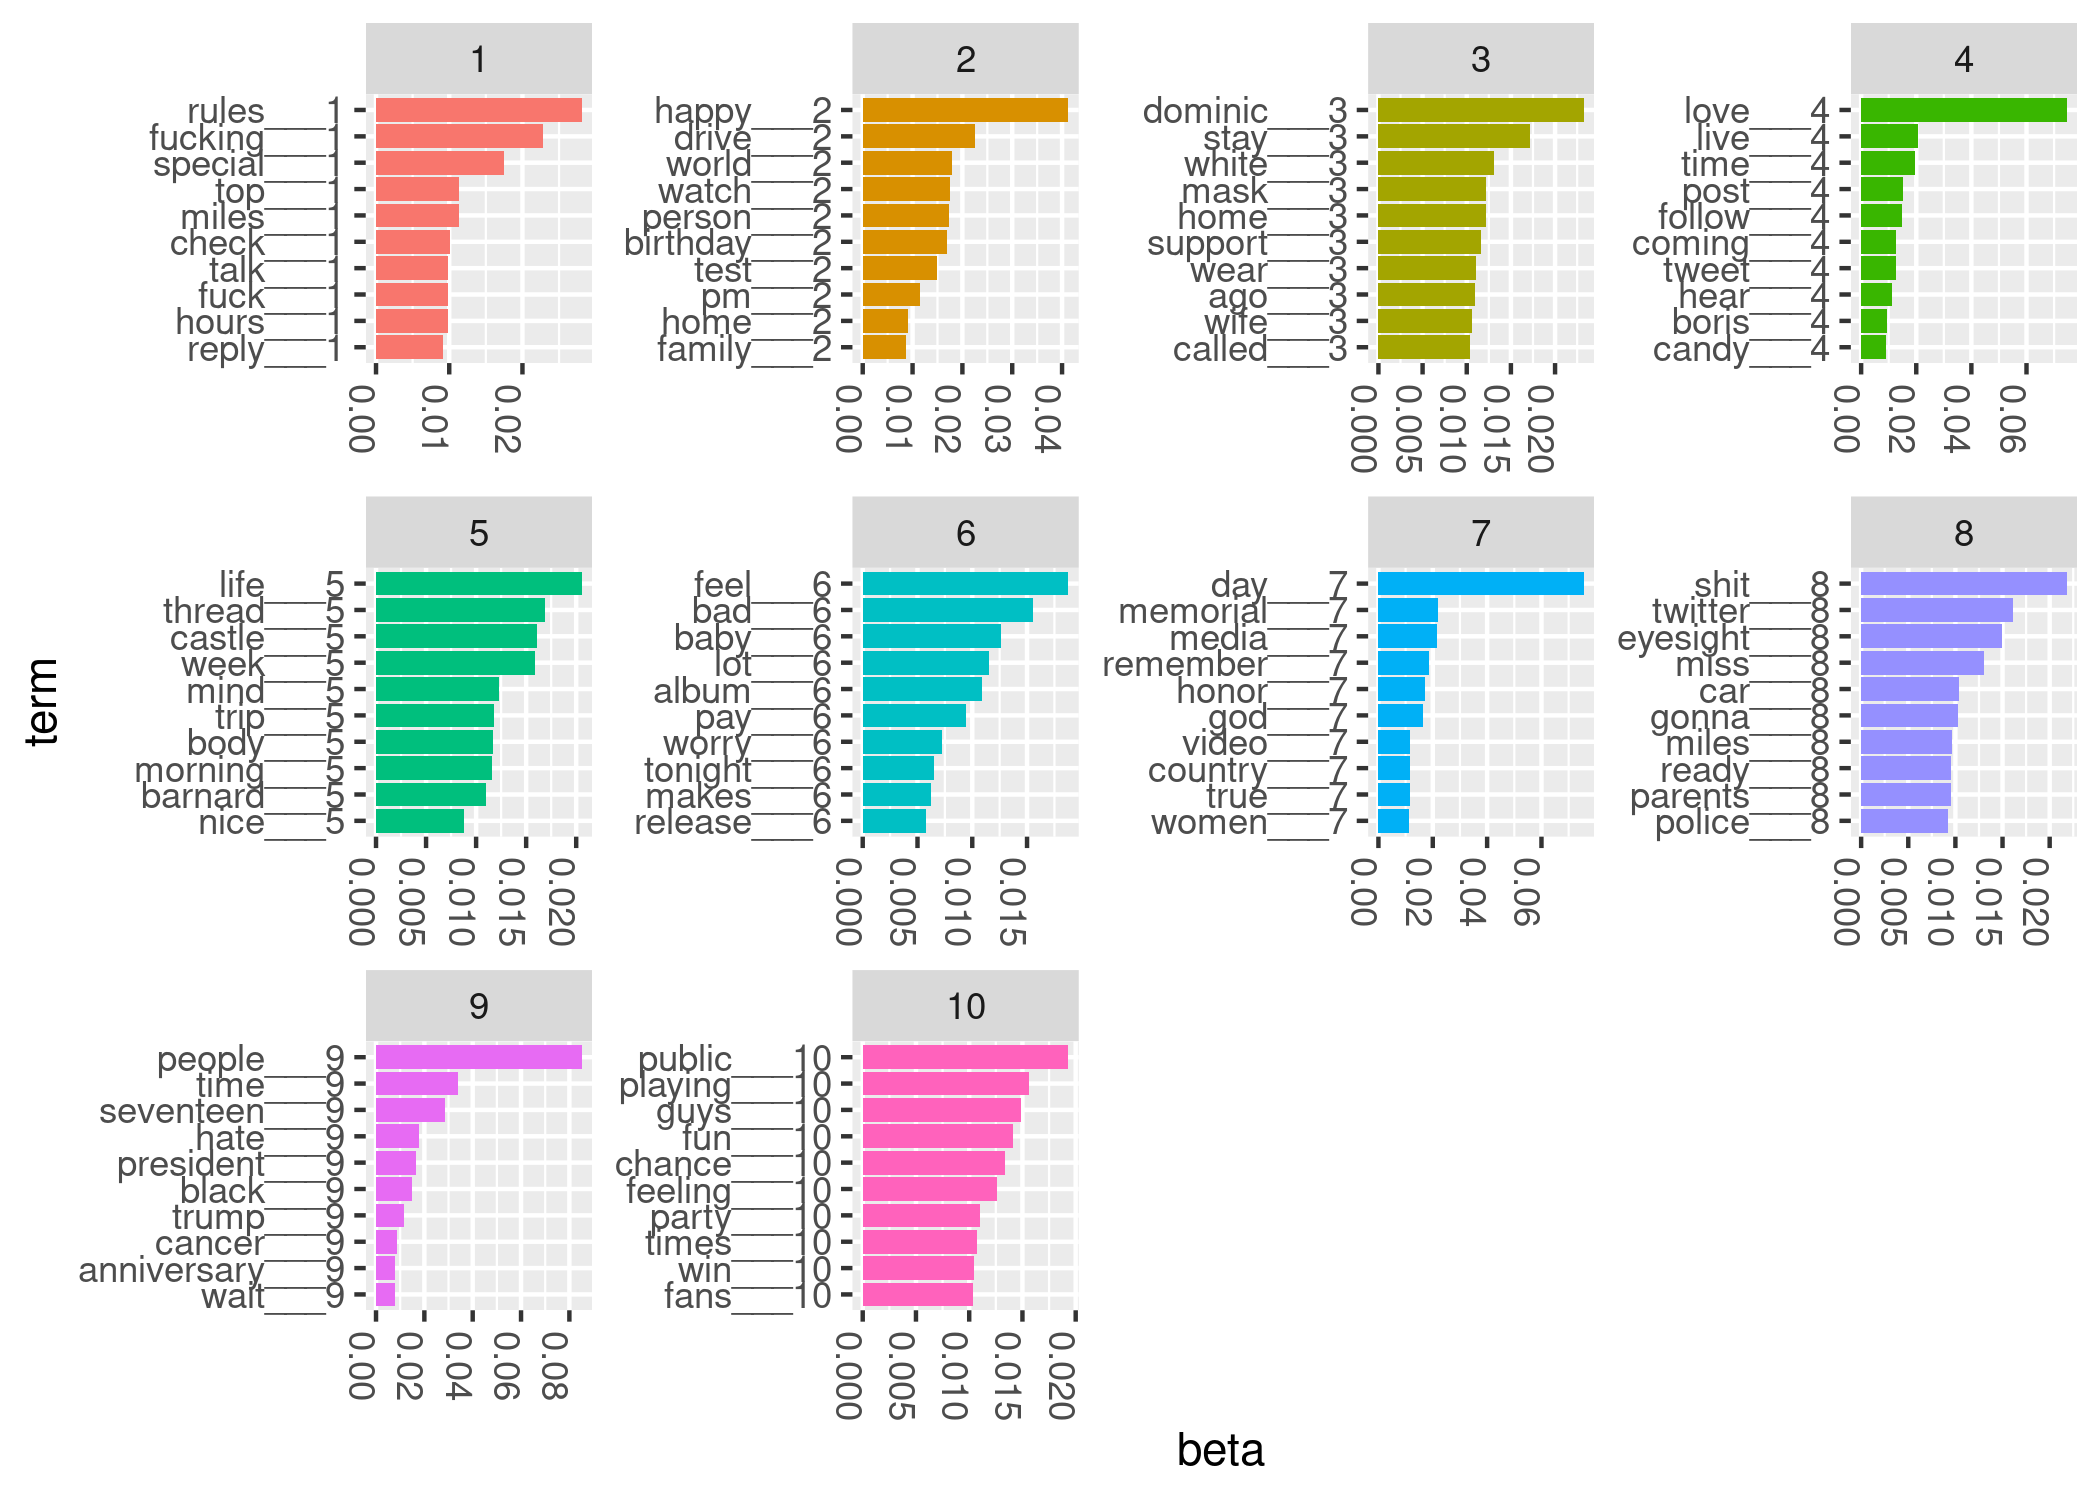 1
rules___1
fucking___1
special___1
top___1
miles___1
check___1
talk___1
fuck___1
hours___1
reply___1
0.00
0.01
0.02
2
happy___2
drive___2
world___2
watch___2
person___2
birthday___2
test___2
pm___2
home___2
family___2
0.00
0.01
0.02
0.03
0.04
3
dominic___3
stay___3
white___3
mask___3
home___3
support___3
wear___3
ago___3
wife___3
called___3
0.000
0.005
0.010
0.015
0.020
4
love___4
live___4
time___4
post___4
follow___4
coming___4
tweet___4
hear___4
boris___4
candy___4
0.00
0.02
0.04
0.06
term
5
life___5
thread___5
castle___5
week___5
mind___5
trip___5
body___5
morning___5
barnard___5
nice___5
0.000
0.005
0.010
0.015
0.020
6
feel___6
bad___6
baby___6
lot___6
album___6
pay___6
worry___6
tonight___6
makes___6
release___6
0.000
0.005
0.010
0.015
7
day___7
memorial___7
media___7
remember___7
honor___7
god___7
video___7
country___7
true___7
women___7
0.00
0.02
0.04
0.06
8
shit___8
twitter___8
eyesight___8
miss___8
car___8
gonna___8
miles___8
ready___8
parents___8
police___8
0.000
0.005
0.010
0.015
0.020
9
people___9
time___9
seventeen___9
hate___9
president___9
black___9
trump___9
cancer___9
anniversary___9
wait___9
0.00
0.02
0.04
0.06
0.08
10
public___10
playing___10
guys___10
fun___10
chance___10
feeling___10
party___10
times___10
win___10
fans___10
0.000
0.005
0.010
0.015
0.020
beta